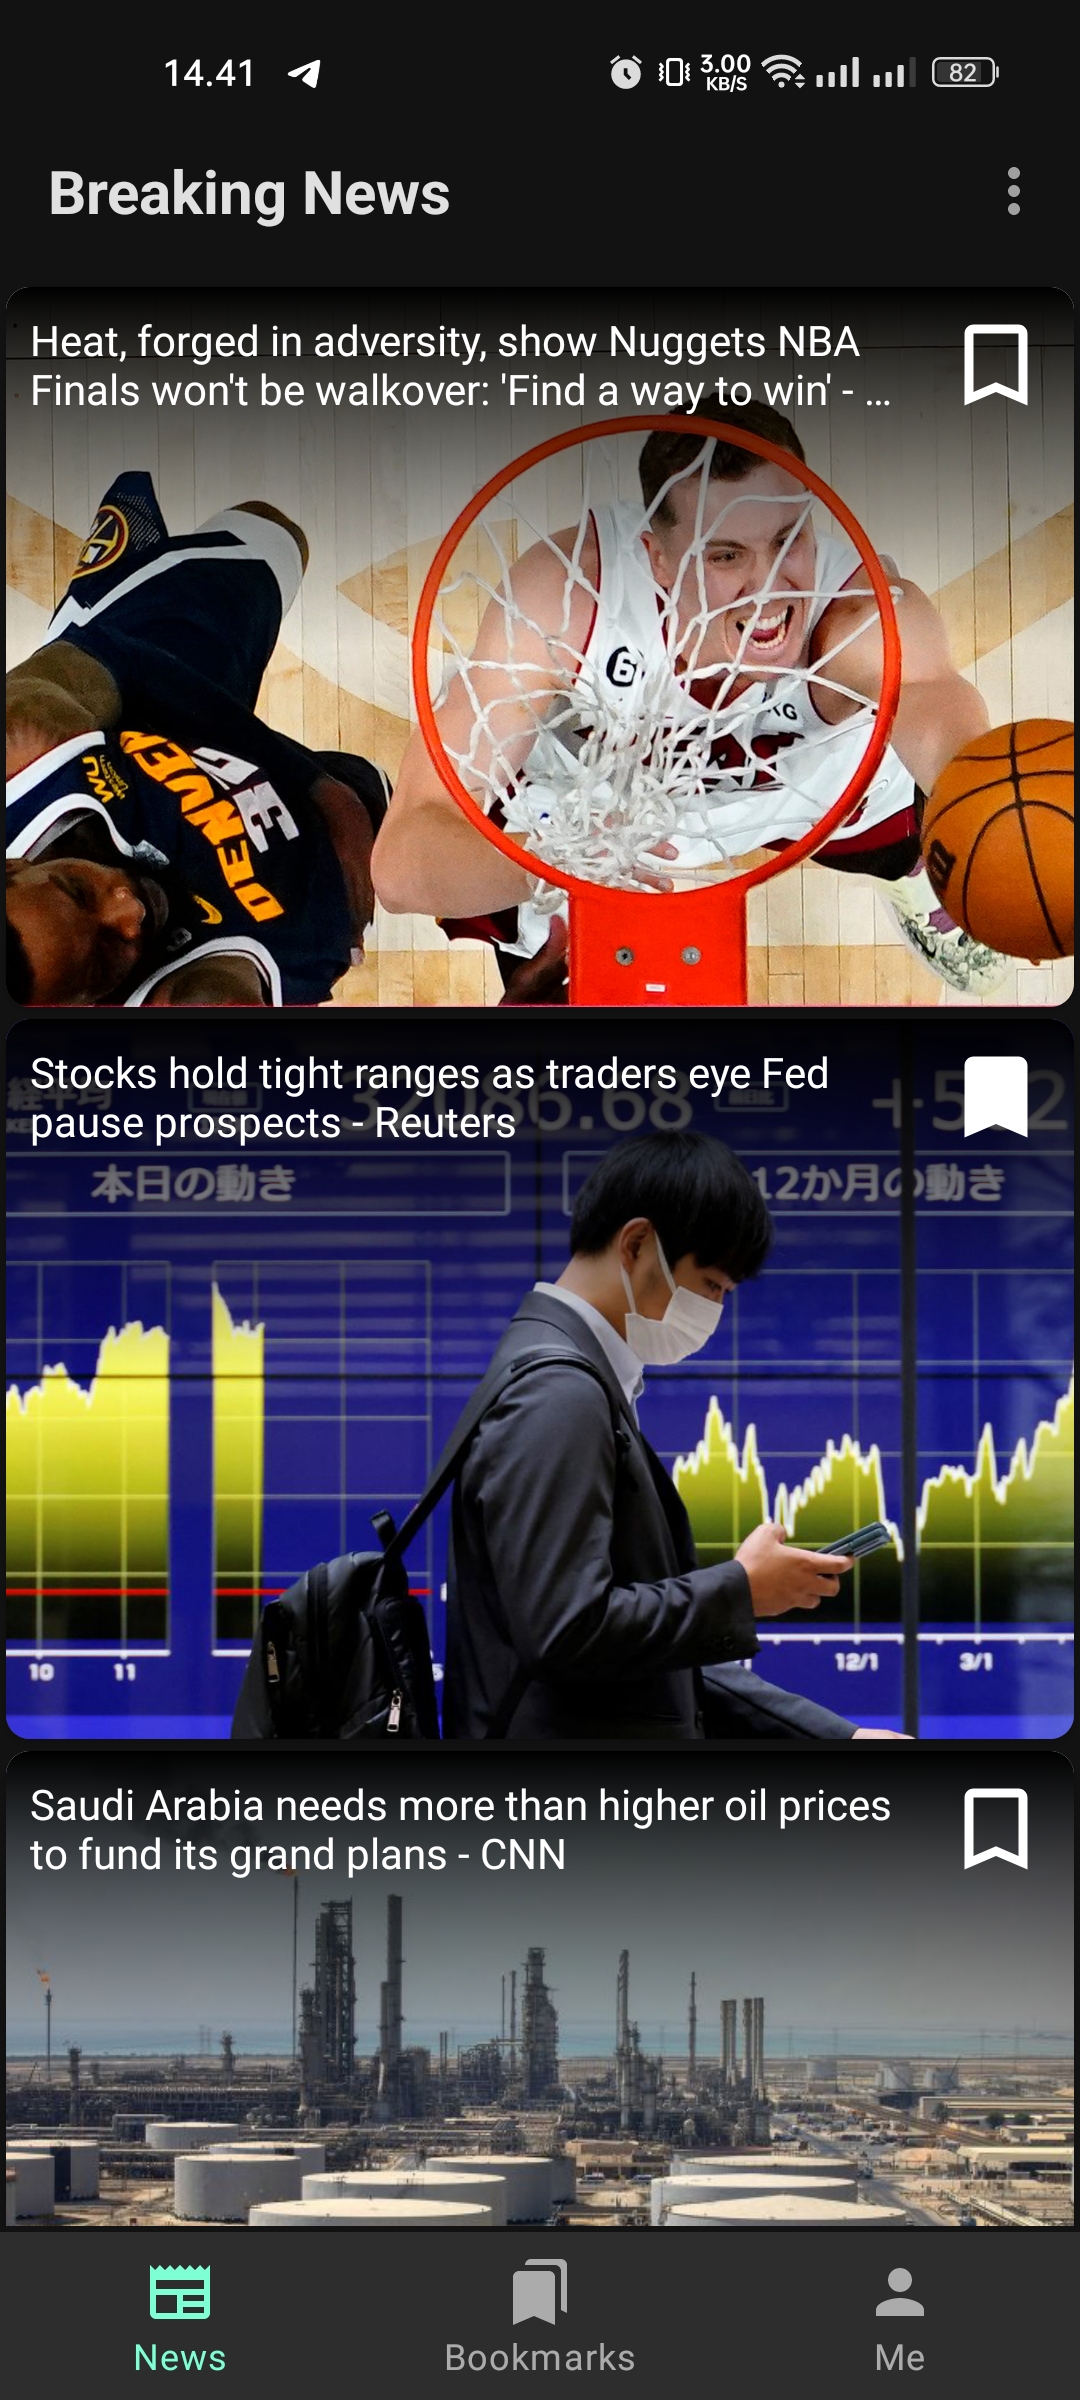 14.41
3.00
KB/S
82
Breaking News
Heat, forged in adversity, show Nuggets NBA
Finals won't be walkover: 'Find a way to win' - ...
6
DENVER
Stocks hold tight ranges as traders eye Fed
pause prospects - Reuters
32086.68
本日の動き
12か月の動き
10 11
12/1 3/1
Saudi Arabia needs more than higher oil prices
to fund its grand plans - CNN
News
Bookmarks
Me